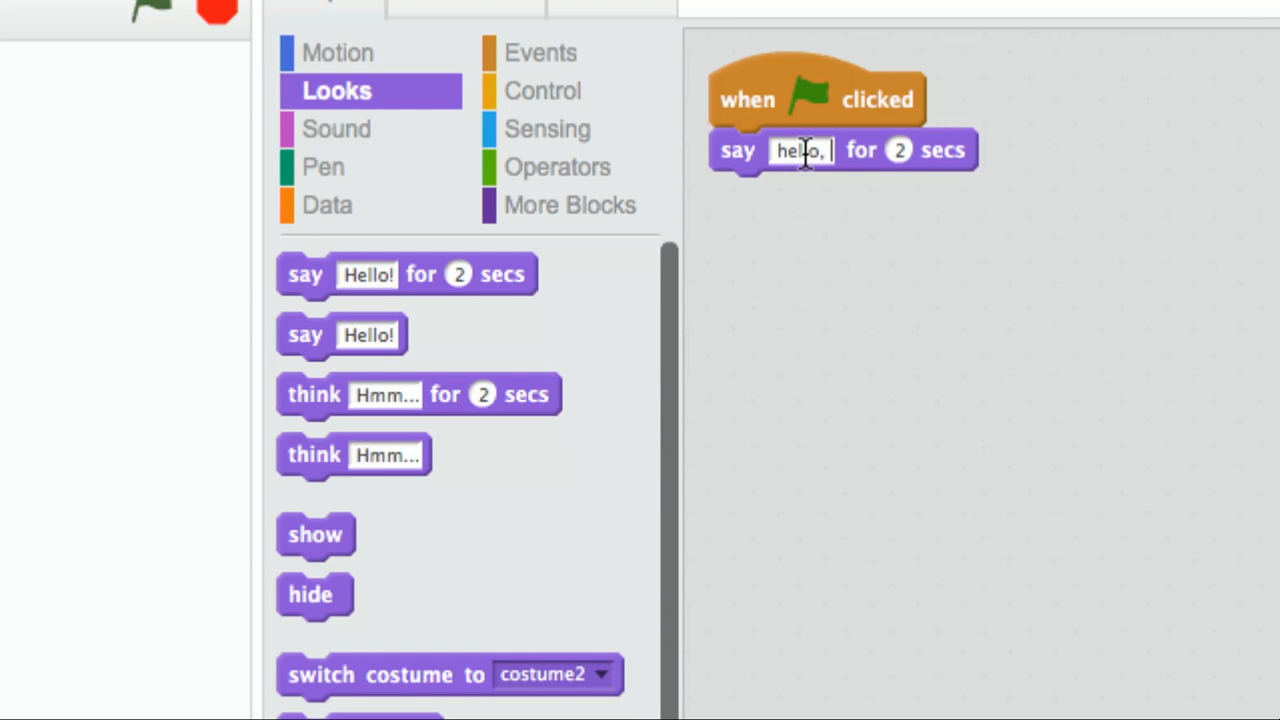 Motion
Looks
Sound
Pen
Data
Events
Control
Sensing
Operators
More Blocks
say Hello! for 2 secs
say Hello!
think Hmm... for 2 secs
think Hmm...
show
hide
switch costume to costume2
when clicked
say hello, for 2 secs